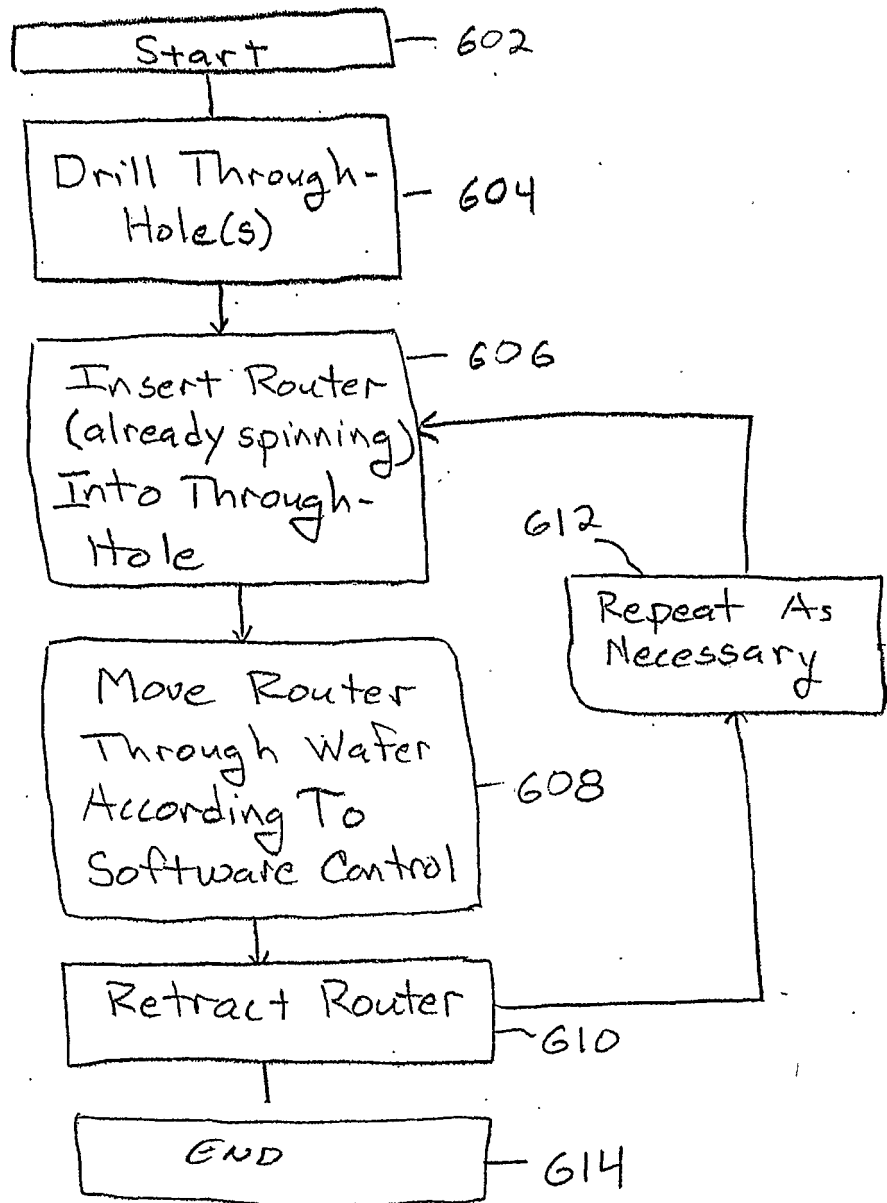 Start
602
Drill Through-
Hole(s)
604
Insert Router
(already spinning)
Into Through-
Hole
606
Move Router
Through Wafer
According To
Software Control
608
Retract Router
610
Repeat As
Necessary
612
END
614